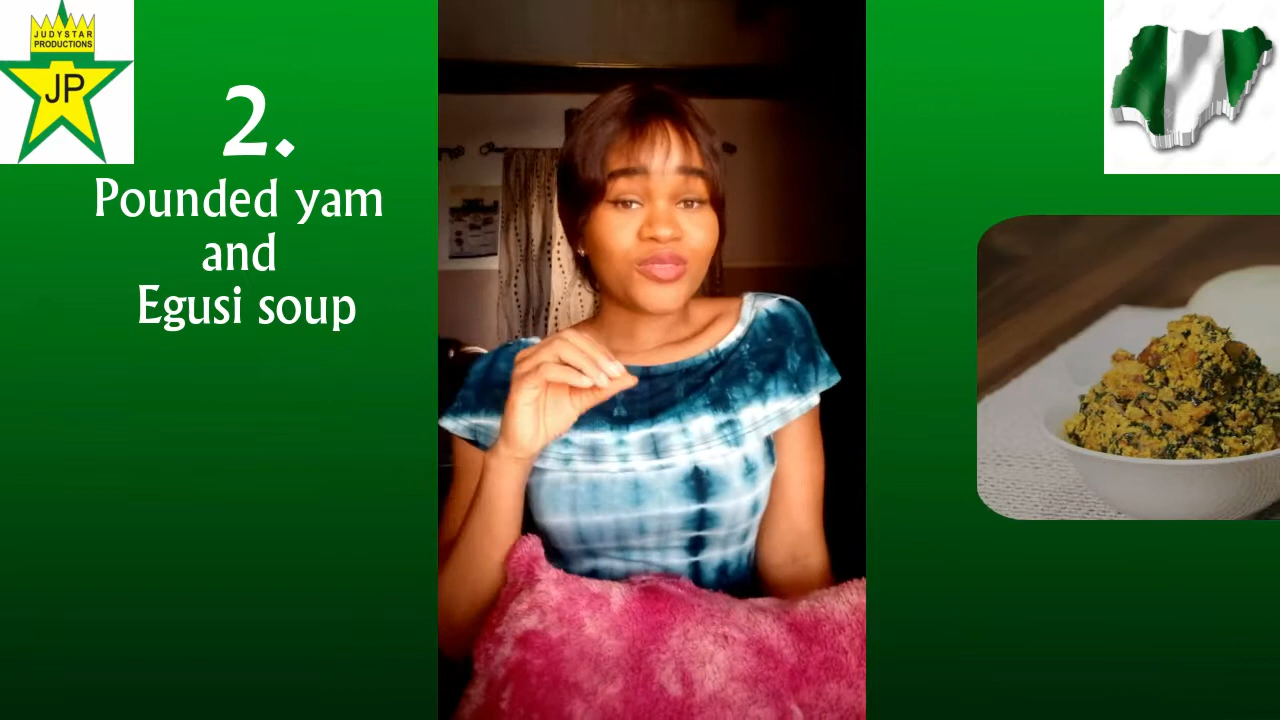 JUDYSTAR
PRODUCTIONS
JP
2.
Pounded yam
and
Egusi soup